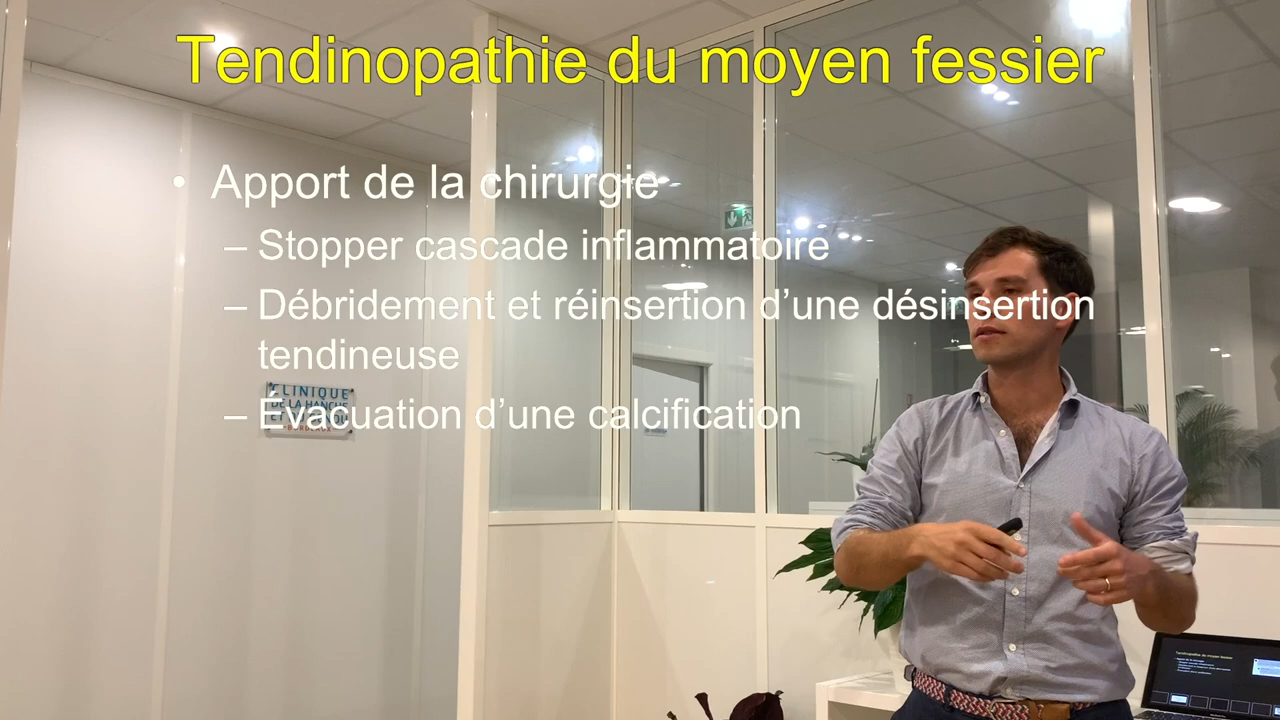 Tendinopathie du moyen fessier
• Apport de la chirurgie
– Stopper cascade inflammatoire
– Débridement et réinsertion d’une désinsertion
tendineuse
– Évacuation d’une calcification
CLINIQUE
DE LA HANCHE
BORDEAUX